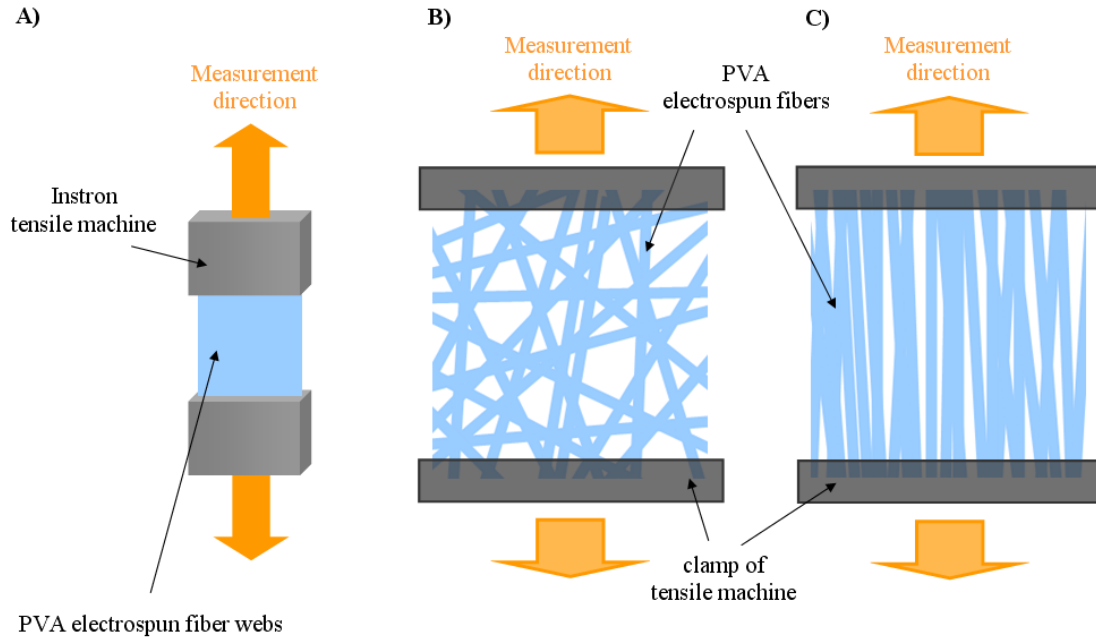 A)
Measurement
direction
Instron
tensile machine
PVA electrospun fiber webs
B)
Measurement
direction
PVA
electrospun fibers
clamp of
tensile machine
C)
Measurement
direction